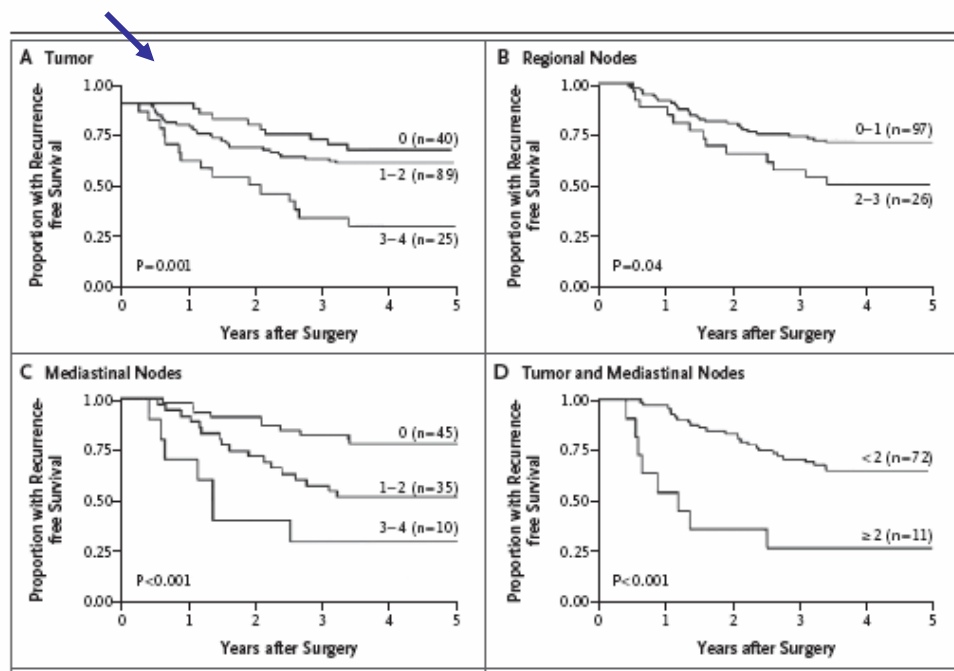 A Tumor
Proportion with Recurrence-
free Survival
1.00
0.75
0.50
0.25
0.00
0 (n=40)
1–2 (n=89)
3–4 (n=25)
P=0.001
0 1 2 3 4 5
Years after Surgery
B Regional Nodes
Proportion with Recurrence-
free Survival
1.00
0.75
0.50
0.25
0.00
0–1 (n=97)
2–3 (n=26)
P=0.04
0 1 2 3 4 5
Years after Surgery
C Mediastinal Nodes
Proportion with Recurrence-
free Survival
1.00
0.75
0.50
0.25
0.00
0 (n=45)
1–2 (n=35)
3–4 (n=10)
P<0.001
0 1 2 3 4 5
Years after Surgery
D Tumor and Mediastinal Nodes
Proportion with Recurrence-
free Survival
1.00
0.75
0.50
0.25
0.00
<2 (n=72)
≥2 (n=11)
P<0.001
0 1 2 3 4 5
Years after Surgery